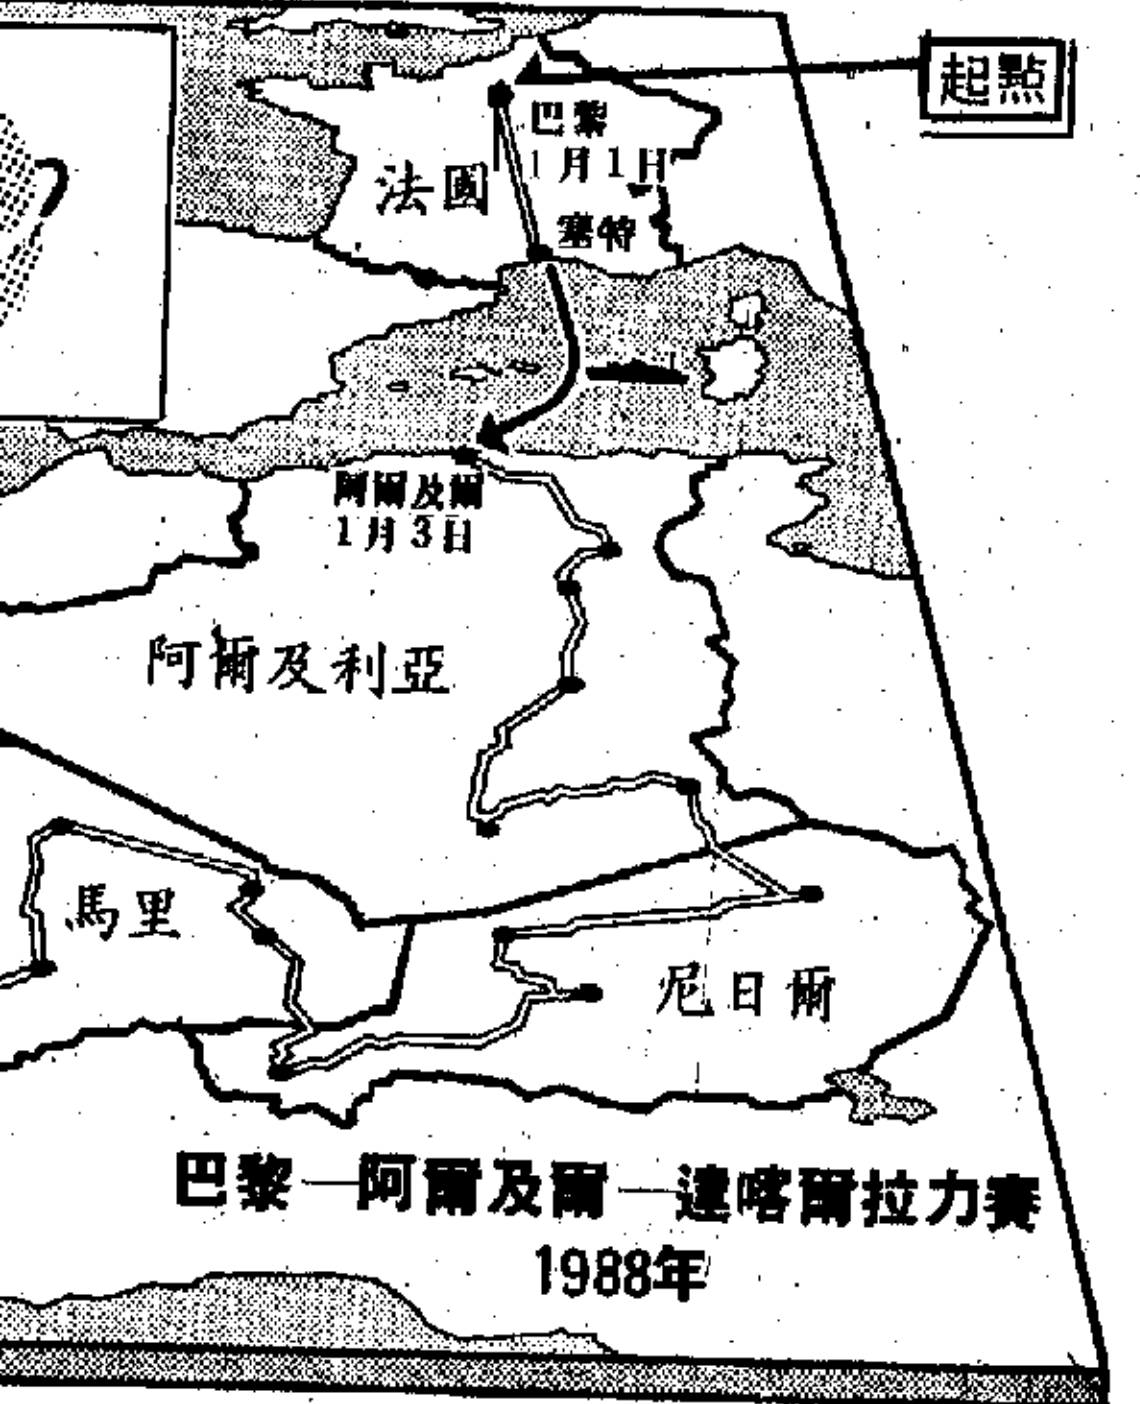 起點
巴黎
1月1日
法國
塞特
阿爾及爾
1月3日
阿爾及利亞
馬里
尼日爾
巴黎—阿爾及爾—達喀爾拉力賽
1988年